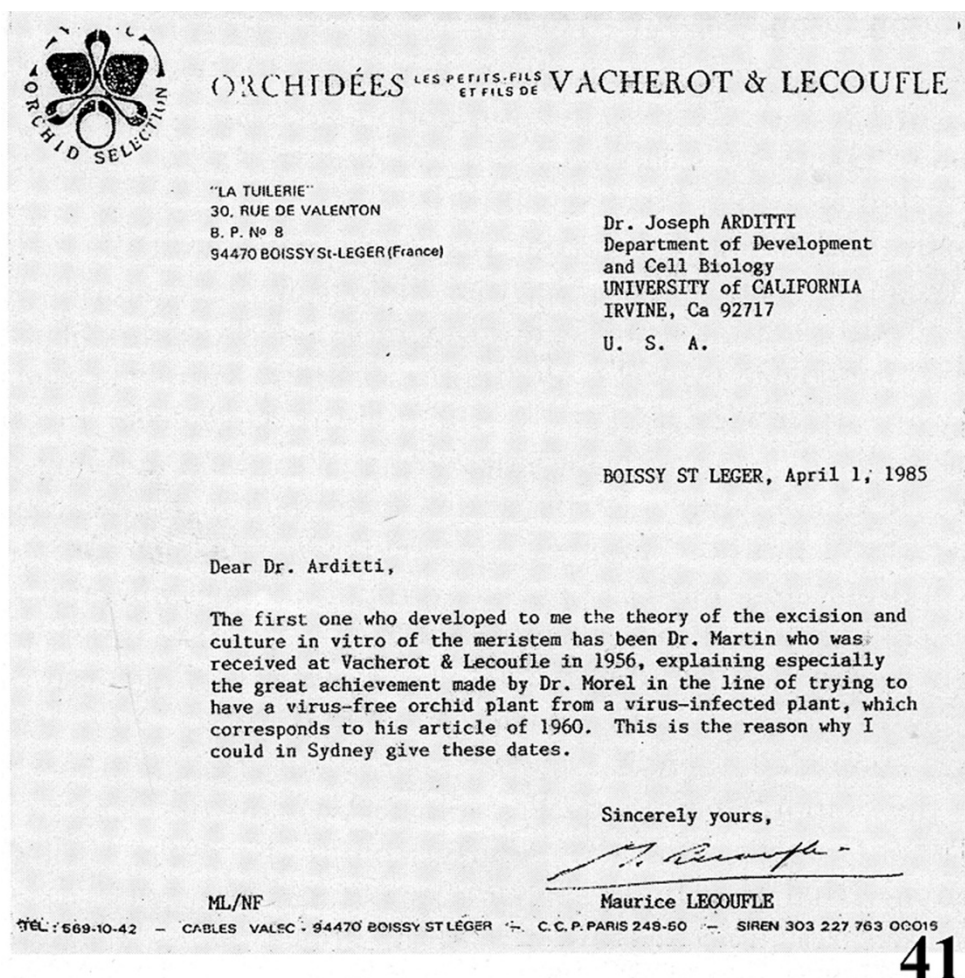 V. C
ORCHID SELECTION
ORCHIDÉES LES PETITS-FILS ET FILS DE VACHEROT & LECOUFLE
"LA TUILERIE"
30, RUE DE VALENTON
B. P. Nº 8
94470 BOISSY St-LEGER (France)
Dr. Joseph ARDITTI
Department of Development
and Cell Biology
UNIVERSITY of CALIFORNIA
IRVINE, Ca 92717
U. S. A.
BOISSY ST LEGER, April 1, 1985
Dear Dr. Arditti,
The first one who developed to me the theory of the excision and
culture in vitro of the meristem has been Dr. Martin who was
received at Vacherot & Lecoufle in 1956, explaining especially
the great achievement made by Dr. Morel in the line of trying to
have a virus-free orchid plant from a virus-infected plant, which
corresponds to his article of 1960. This is the reason why I
could in Sydney give these dates.
Sincerely yours,
M. Lecoufle
ML/NF
Maurice LECOUFLE
TÉL : 569-10-42 — CABLES VALEC - 94470 BOISSY ST LÉGER — C. C. P. PARIS 249-60 — SIREN 303 227 763 00015
41